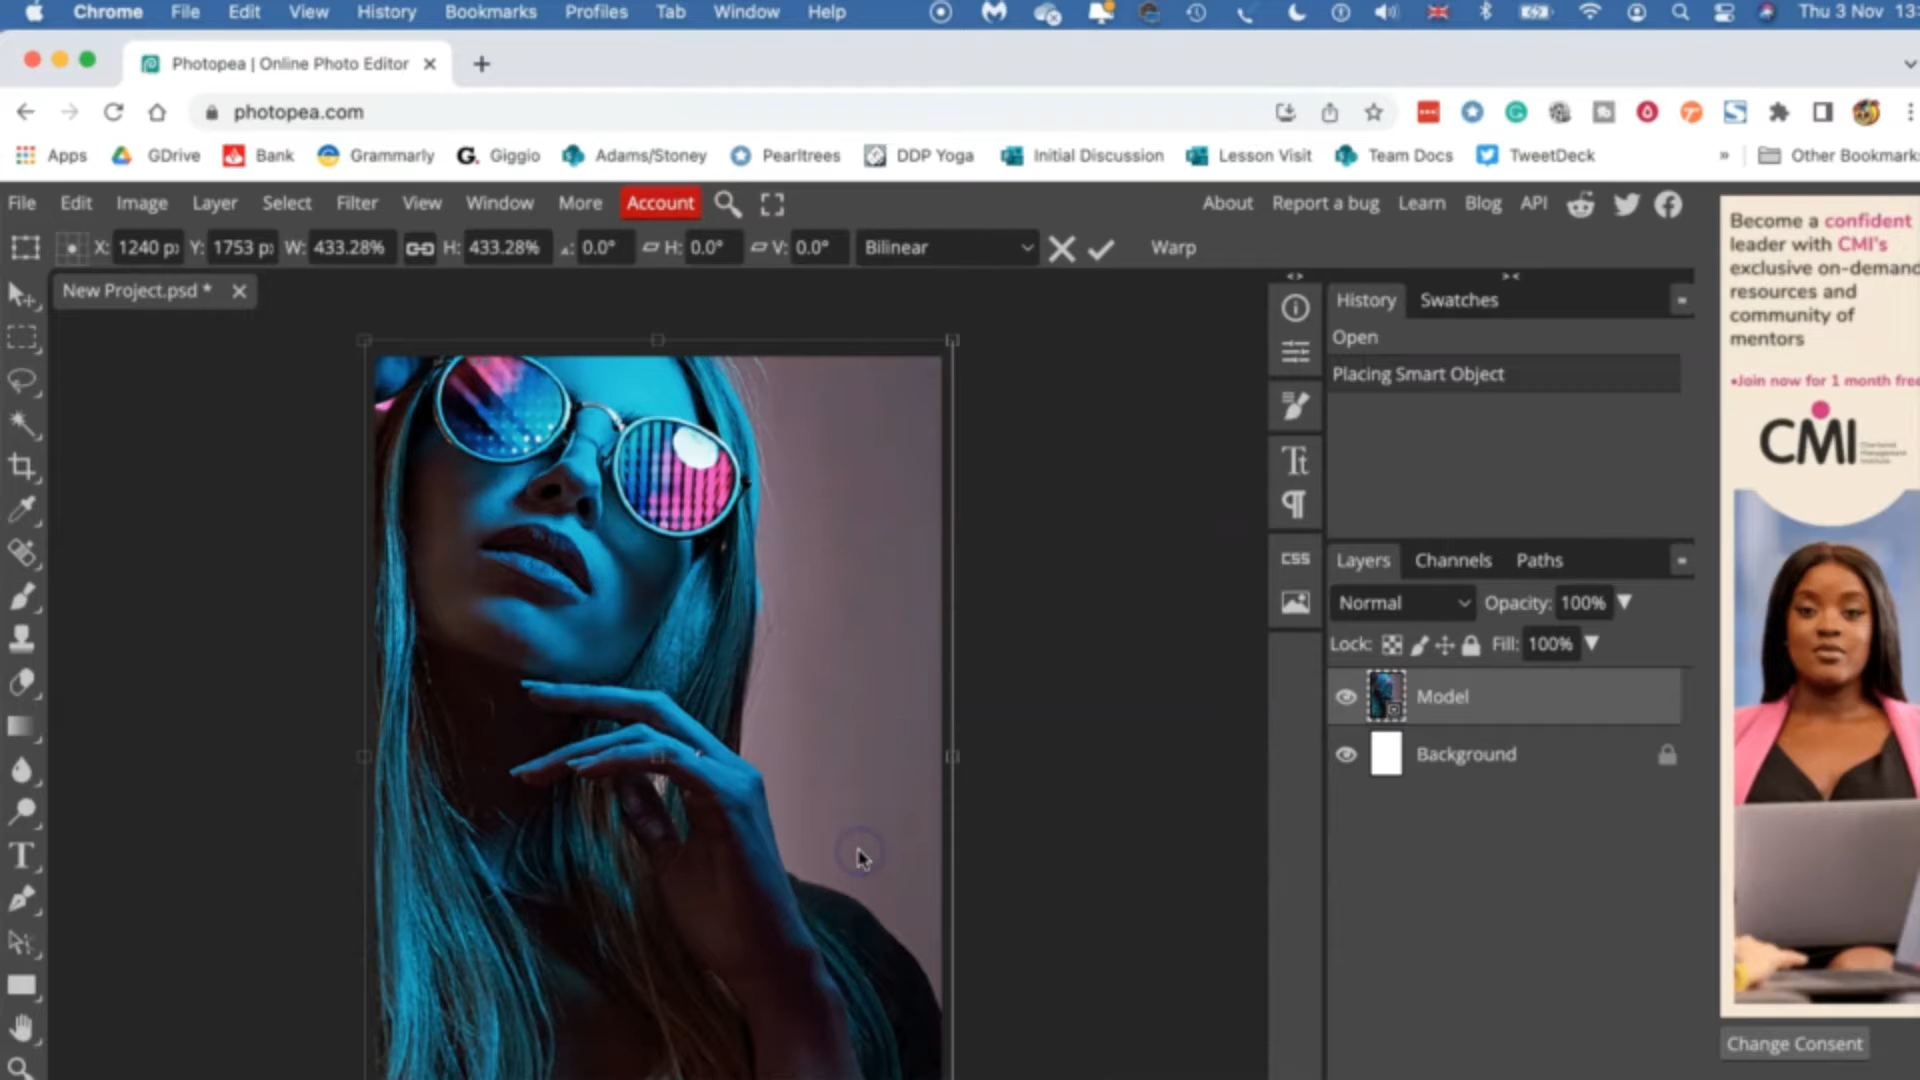 Chrome File Edit View History Bookmarks Profiles Tab Window Help Thu 3 Nov 13:
Photopea | Online Photo Editor
photopea.com
Apps GDrive Bank Grammarly G. Giggio Adams/Stoney Pearltrees DDP Yoga Initial Discussion Lesson Visit Team Docs TweetDeck » Other Bookmarks
File Edit Image Layer Select Filter View Window More Account About Report a bug Learn Blog API
X: 1240 p Y: 1753 p W: 433.28% H: 433.28% 0.0° H: 0.0° V: 0.0° Bilinear Warp
New Project.psd *
History Swatches
Open
Placing Smart Object
Tt
CSS
Layers Channels Paths
Normal Opacity: 100%
Lock: Fill: 100%
Model
Background
T
Become a confident
leader with CMI's
exclusive on-demand
resources and
community of
mentors
•Join now for 1 month free
CMI
Change Consent